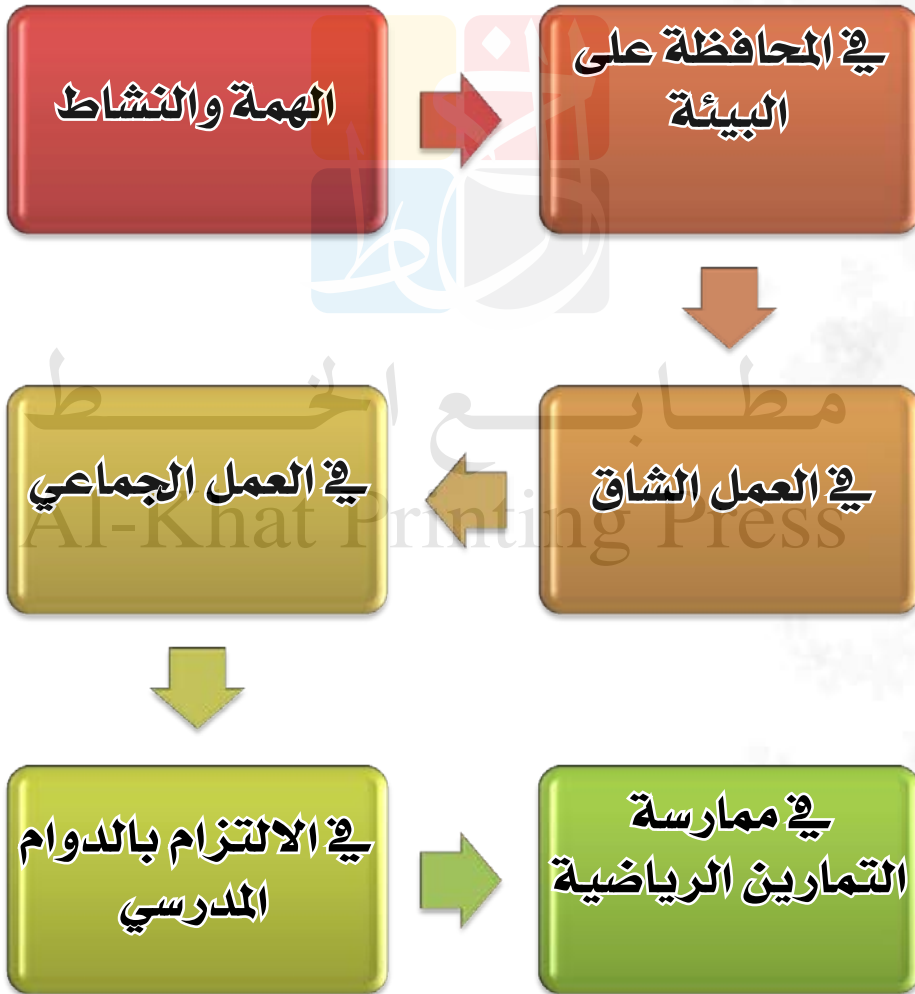 الهمة والنشاط
في المحافظة على
البيئة
في العمل الشاق
في العمل الجماعي
في الالتزام بالدوام
المدرسي
في ممارسة
التمارين الرياضية
الخط
مطابع الخط
Al-Khat Printing Press